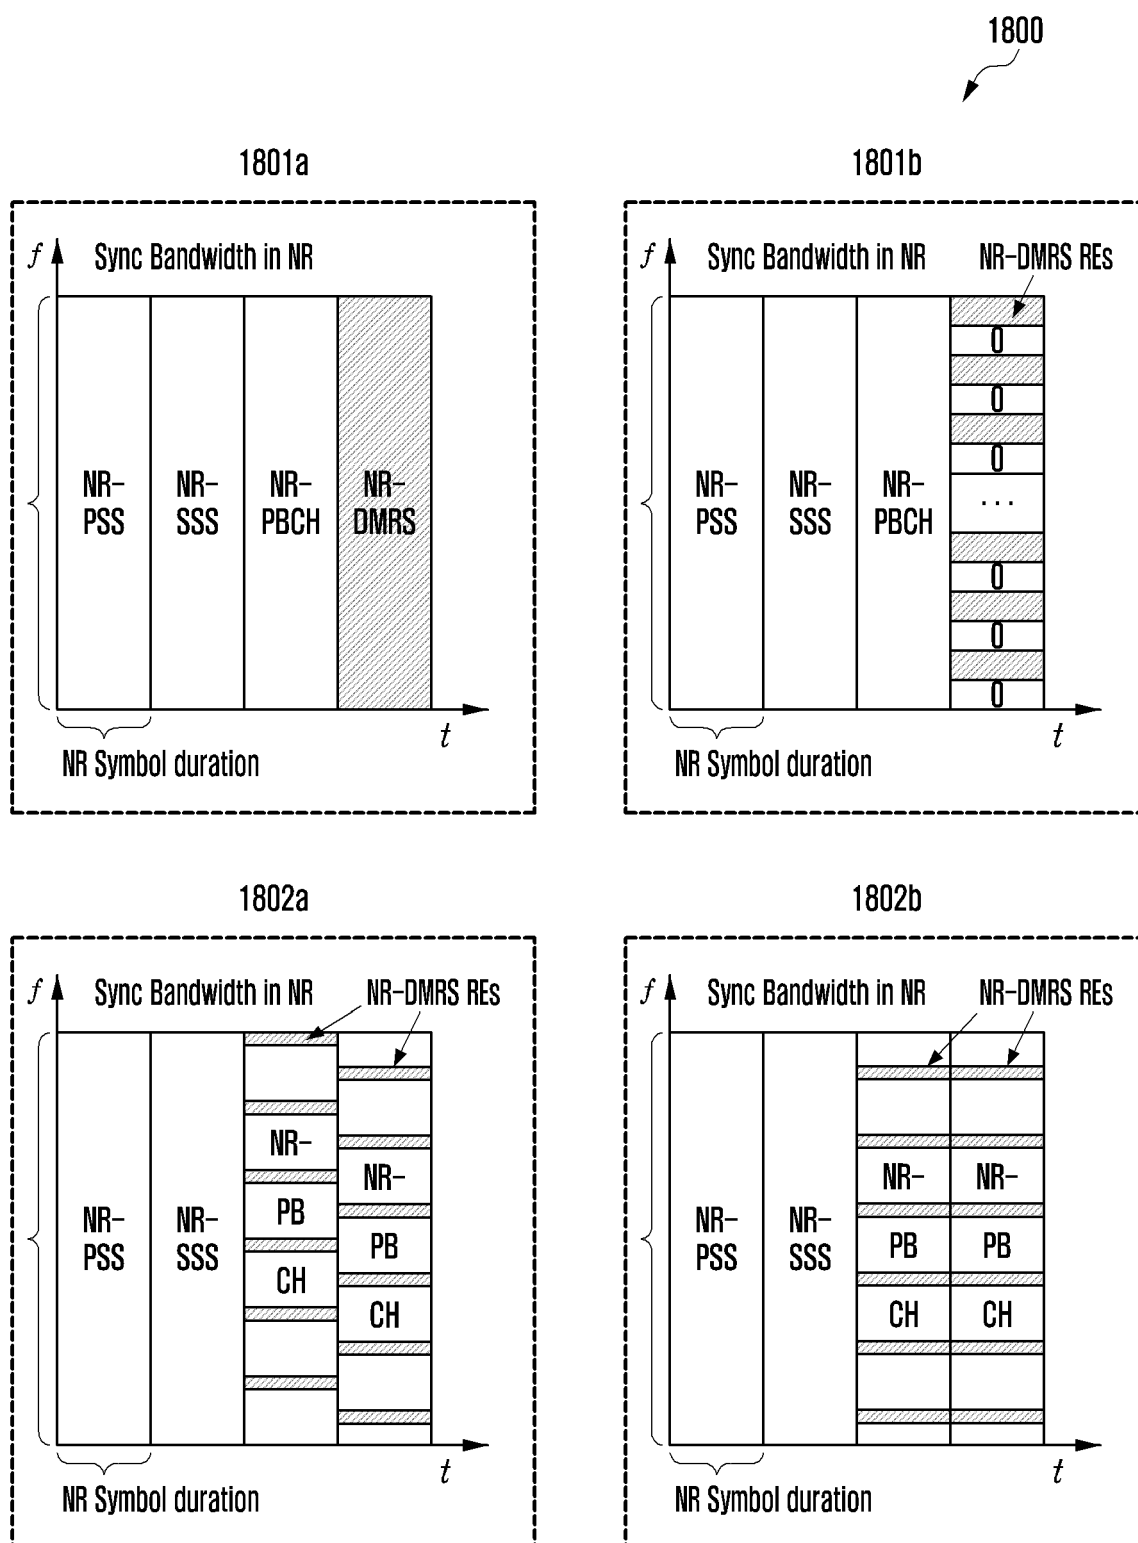 1800
1801a
f
Sync Bandwidth in NR
NR-
PSS
NR-
SSS
NR-
PBCH
NR-
DMRS
t
NR Symbol duration
1801b
f
Sync Bandwidth in NR
NR-DMRS REs
NR-
PSS
NR-
SSS
NR-
PBCH
0
0
0
...
0
0
0
t
NR Symbol duration
1802a
f
Sync Bandwidth in NR
NR-DMRS REs
NR-
PSS
NR-
SSS
NR-
PB
CH
NR-
PB
CH
t
NR Symbol duration
1802b
f
Sync Bandwidth in NR
NR-DMRS REs
NR-
PSS
NR-
SSS
NR-
PB
CH
NR-
PB
CH
t
NR Symbol duration